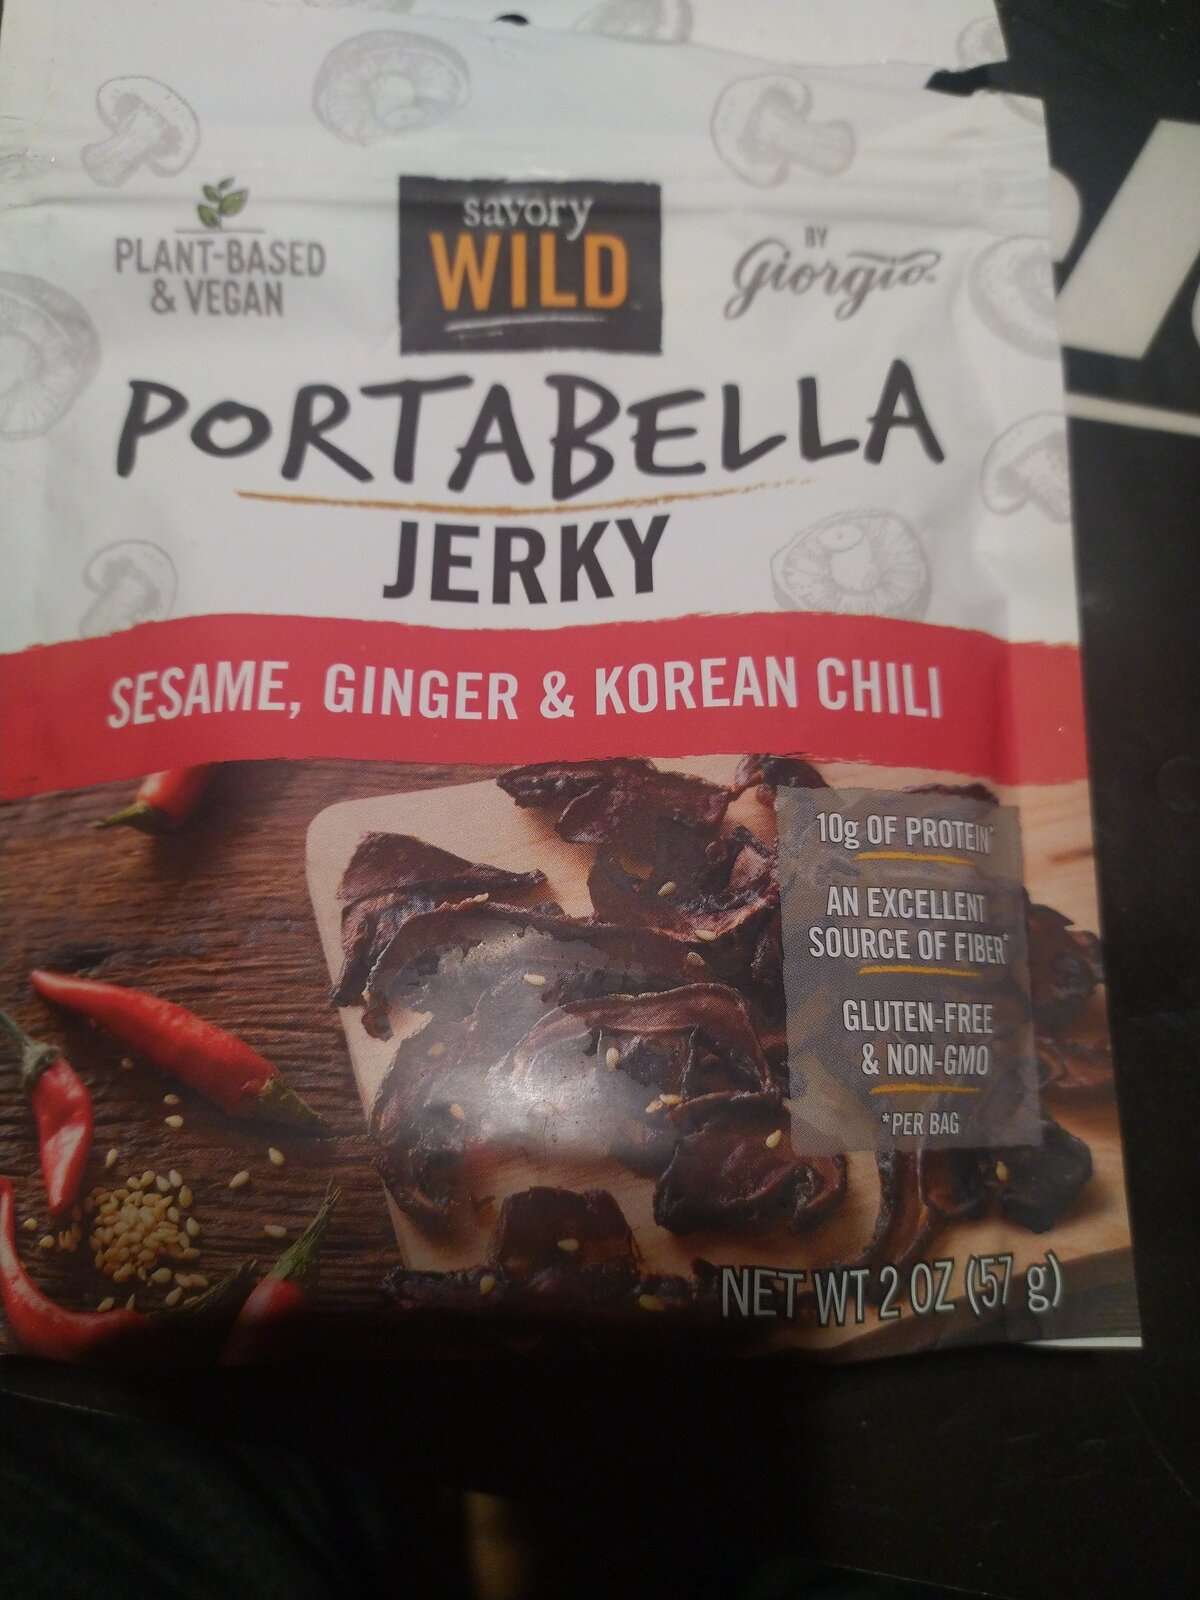 PLANT-BASED
& VEGAN
savory
WILD
BY
Giorgio
PORTABELLA
JERKY
SESAME, GINGER & KOREAN CHILI
10g OF PROTEIN*
AN EXCELLENT
SOURCE OF FIBER*
GLUTEN-FREE
& NON-GMO
*PER BAG
NET WT 2 OZ (57 g)